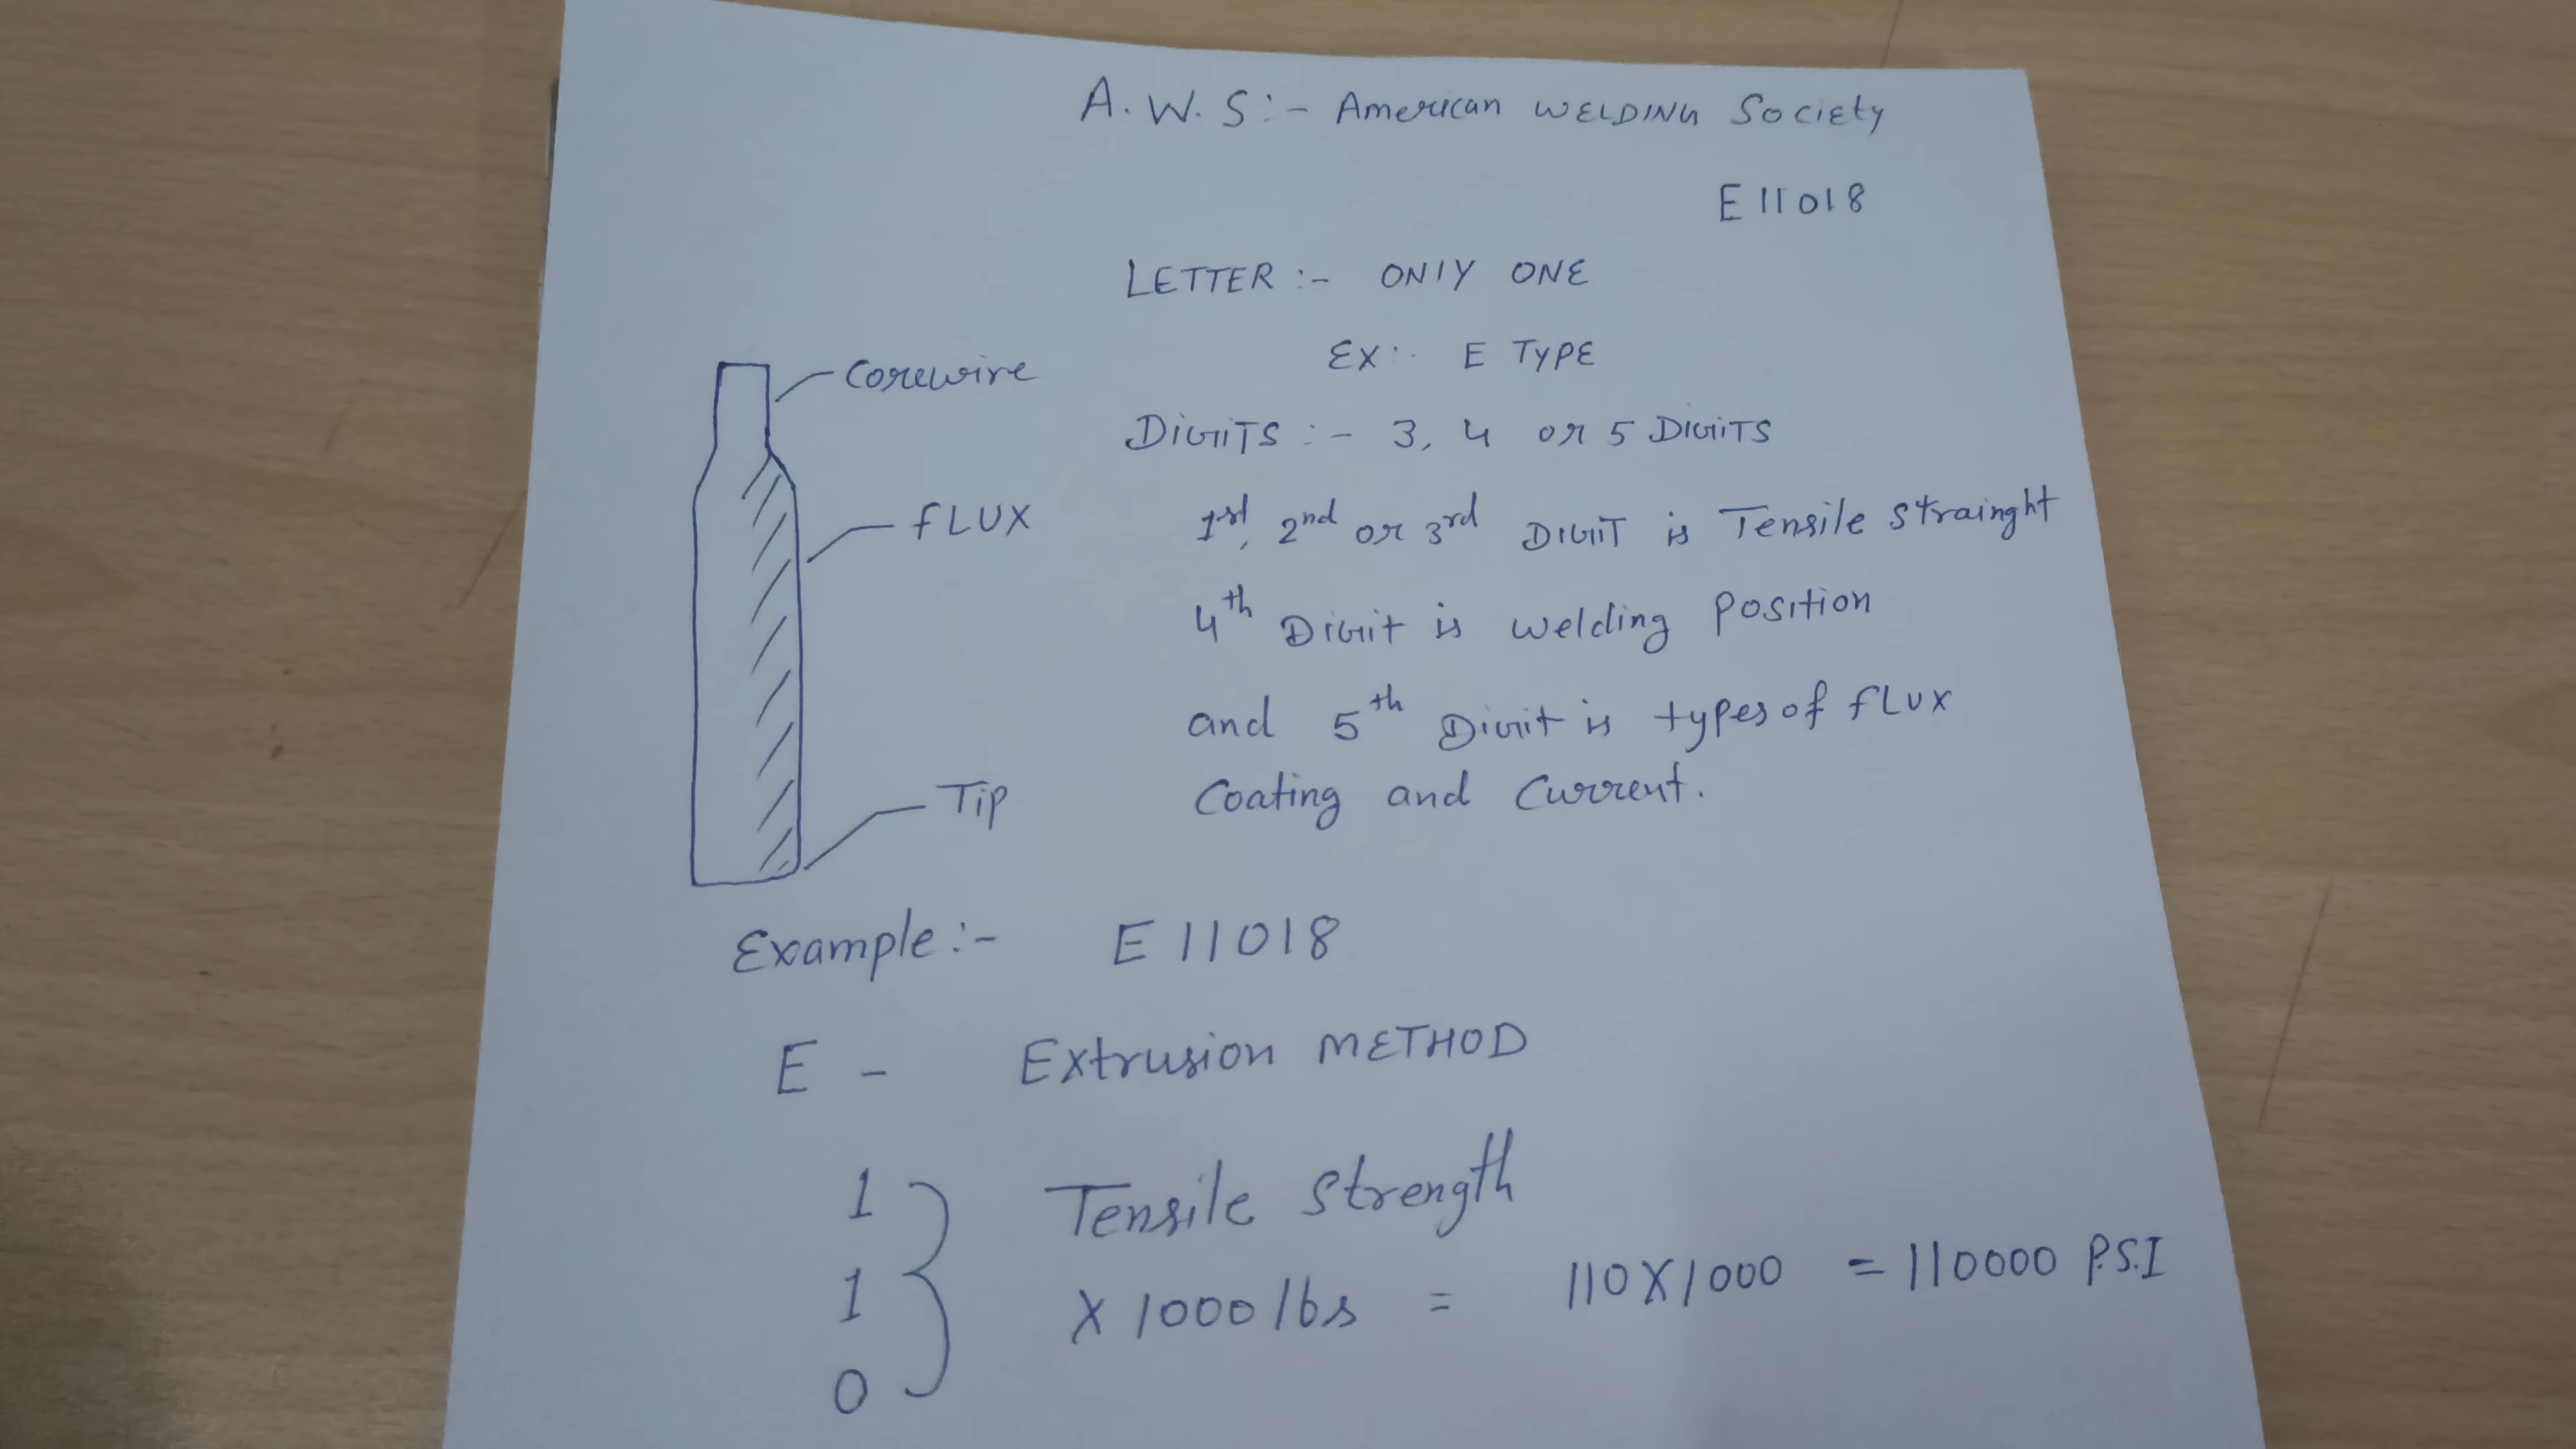 A.W.S:- American WELDING Society
E11018
LETTER :- ONlY ONE
EX:- E TYPE
DIGITS :- 3, 4 or 5 DIGITS
1st, 2nd or 3rd DIGIT is Tensile strainght
4th DIGit is welding position
and 5th DIGit is types of fLUX
Coating and Current.
Corewire
fLUX
Tip
Example:- E11018
E - Extrusion METHOD
1
1
0
Tensile strength
X 1000 lbs = 110X1000 = 110000 P.S.I